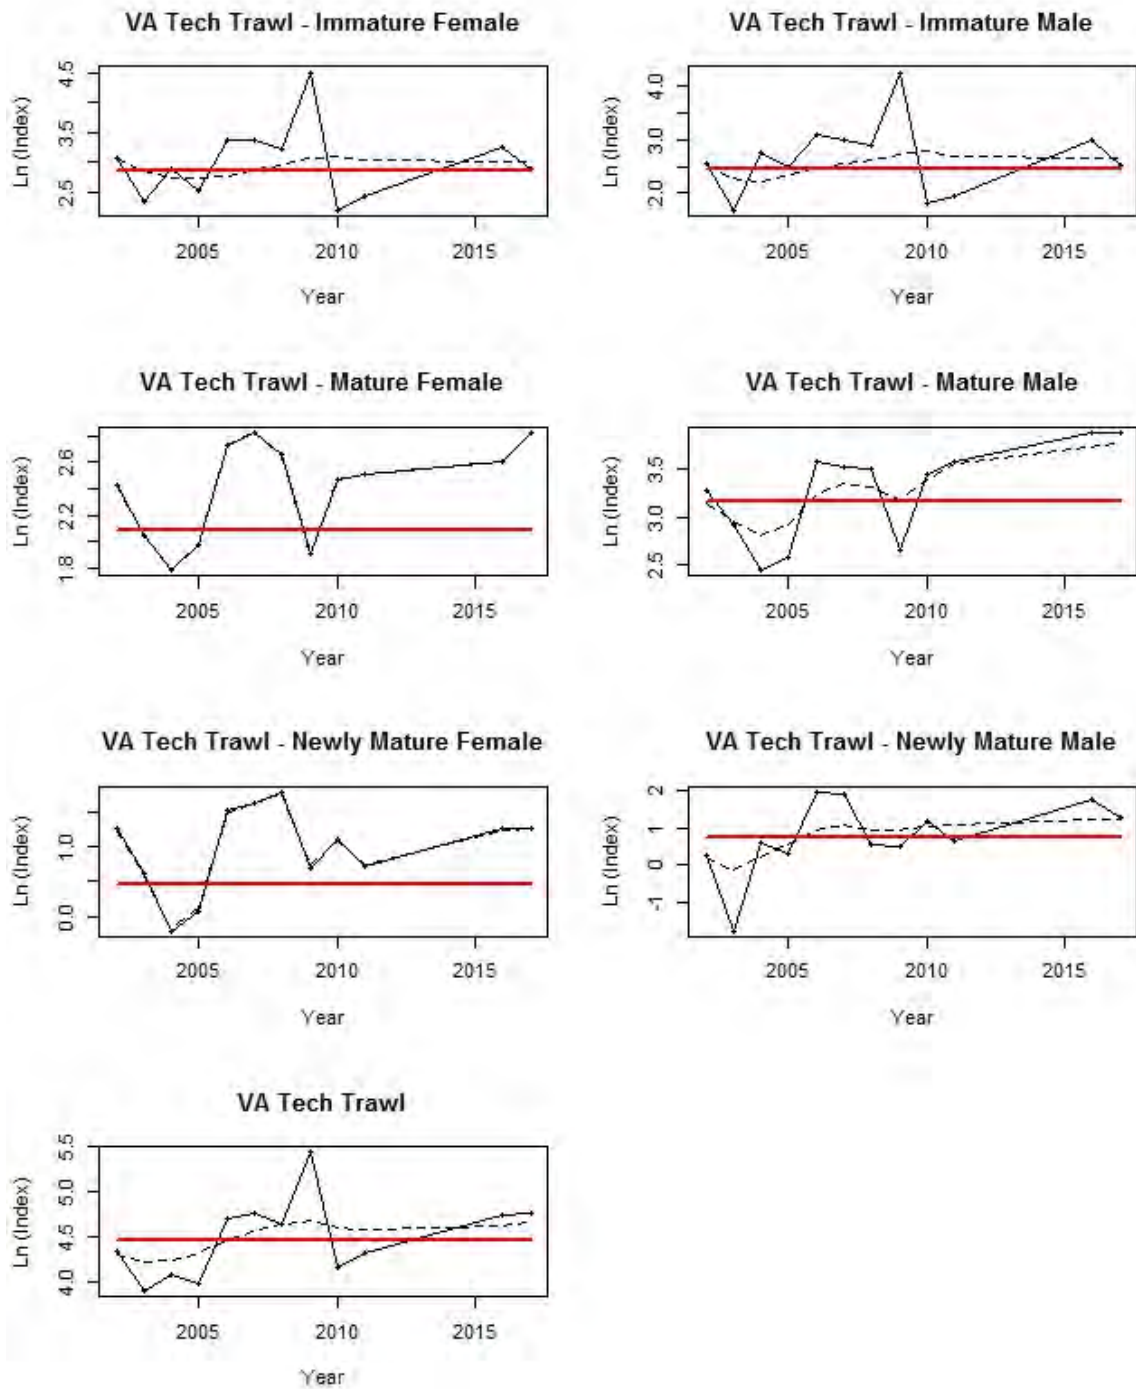 VA Tech Trawl - Immature Female
Ln (Index)
4.5
3.5
2.5
2005 2010 2015
Year
VA Tech Trawl - Immature Male
Ln (Index)
4.0
3.0
2.0
2005 2010 2015
Year
VA Tech Trawl - Mature Female
Ln (Index)
2.6
2.2
1.8
2005 2010 2015
Year
VA Tech Trawl - Mature Male
Ln (Index)
3.5
3.0
2.5
2005 2010 2015
Year
VA Tech Trawl - Newly Mature Female
Ln (Index)
1.0
0.0
2005 2010 2015
Year
VA Tech Trawl - Newly Mature Male
Ln (Index)
2
1
0
-1
2005 2010 2015
Year
VA Tech Trawl
Ln (Index)
5.5
5.0
4.5
4.0
2005 2010 2015
Year